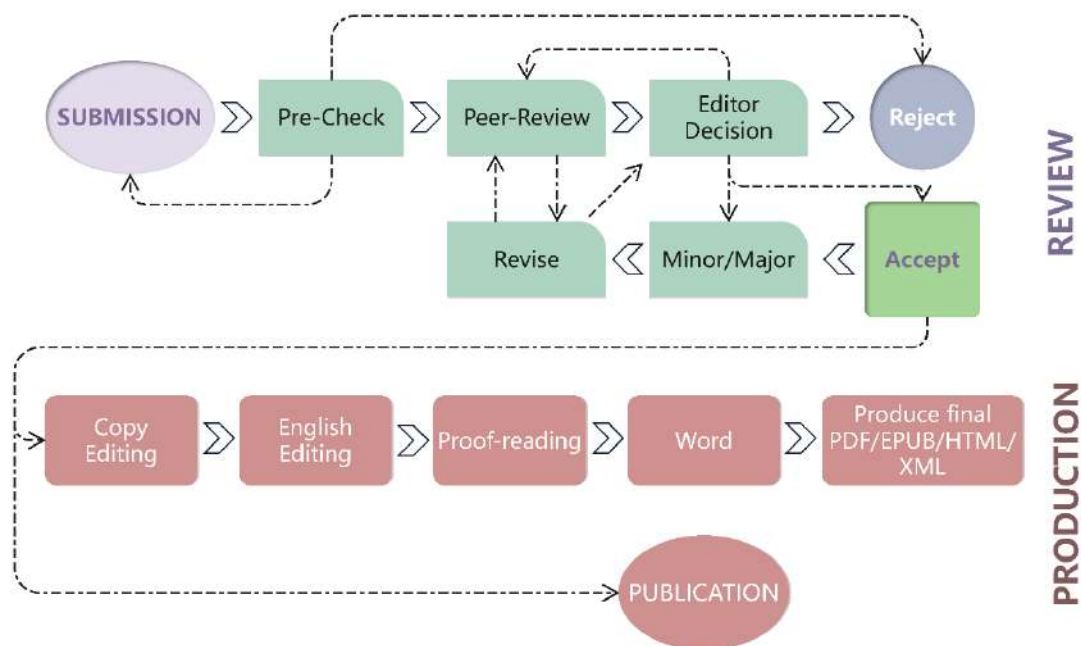 SUBMISSION
Pre-Check
Peer-Review
Editor
Decision
Reject
Revise
Minor/Major
Accept
REVIEW
Copy
Editing
English
Editing
Proof-reading
Word
Produce final
PDF/EPUB/HTML/
XML
PUBLICATION
PRODUCTION